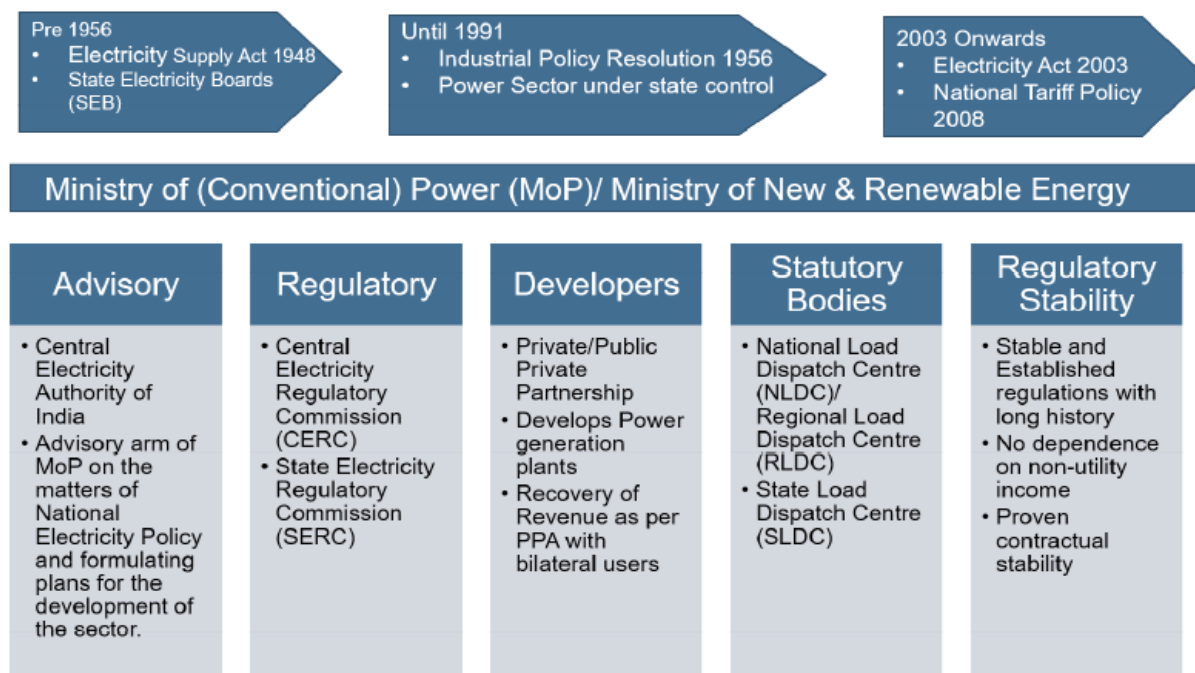 Pre 1956
• Electricity Supply Act 1948
• State Electricity Boards
(SEB)
Until 1991
• Industrial Policy Resolution 1956
• Power Sector under state control
2003 Onwards
• Electricity Act 2003
• National Tariff Policy
2008
Ministry of (Conventional) Power (MoP)/ Ministry of New & Renewable Energy
Advisory
• Central
Electricity
Authority of
India
• Advisory arm of
MoP on the
matters of
National
Electricity Policy
and formulating
plans for the
development of
the sector.
Regulatory
• Central
Electricity
Regulatory
Commission
(CERC)
• State Electricity
Regulatory
Commission
(SERC)
Developers
• Private/Public
Private
Partnership
• Develops Power
generation
plants
• Recovery of
Revenue as per
PPA with
bilateral users
Statutory
Bodies
• National Load
Dispatch Centre
(NLDC)/
Regional Load
Dispatch Centre
(RLDC)
• State Load
Dispatch Centre
(SLDC)
Regulatory
Stability
• Stable and
Established
regulations with
long history
• No dependence
on non-utility
income
• Proven
contractual
stability